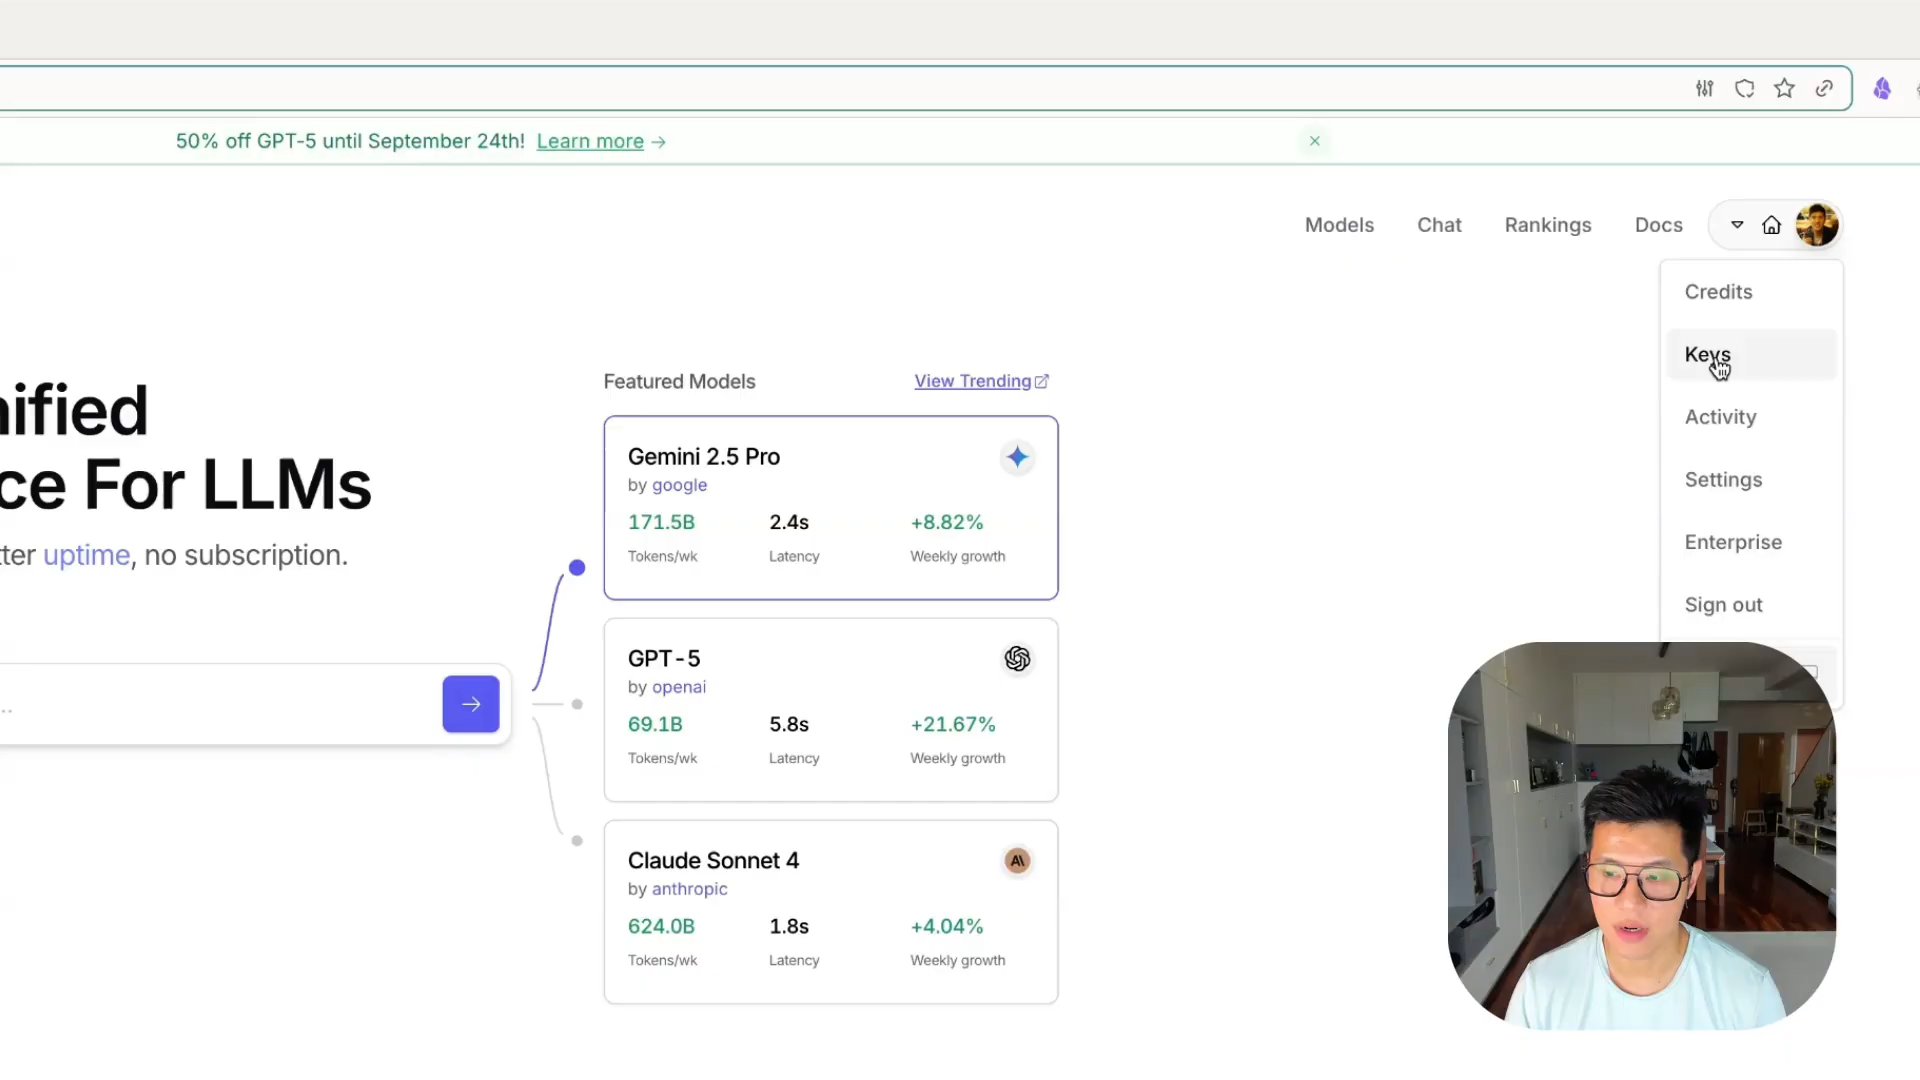 50% off GPT-5 until September 24th! Learn more →
Models Chat Rankings Docs
Credits
Keys
Activity
Settings
Enterprise
Sign out
nified
ce For LLMs
tter uptime, no subscription.
Featured Models View Trending
Gemini 2.5 Pro
by google
171.5B 2.4s +8.82%
Tokens/wk Latency Weekly growth
GPT-5
by openai
69.1B 5.8s +21.67%
Tokens/wk Latency Weekly growth
Claude Sonnet 4
by anthropic
624.0B 1.8s +4.04%
Tokens/wk Latency Weekly growth